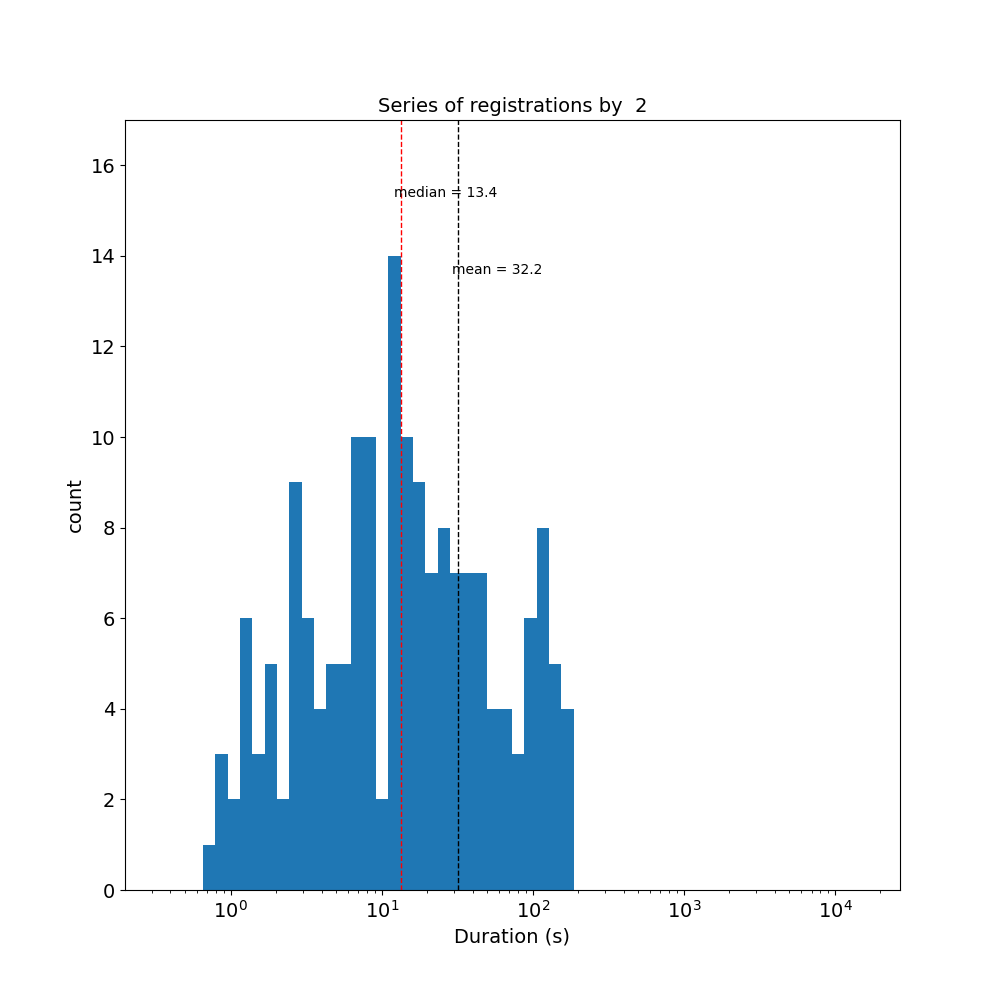 Series of registrations by  2
16
median = 13.4
14
mean = 32.2
12
10
8
6
4
2
0
count
10^0 10^1 10^2 10^3 10^4
Duration (s)